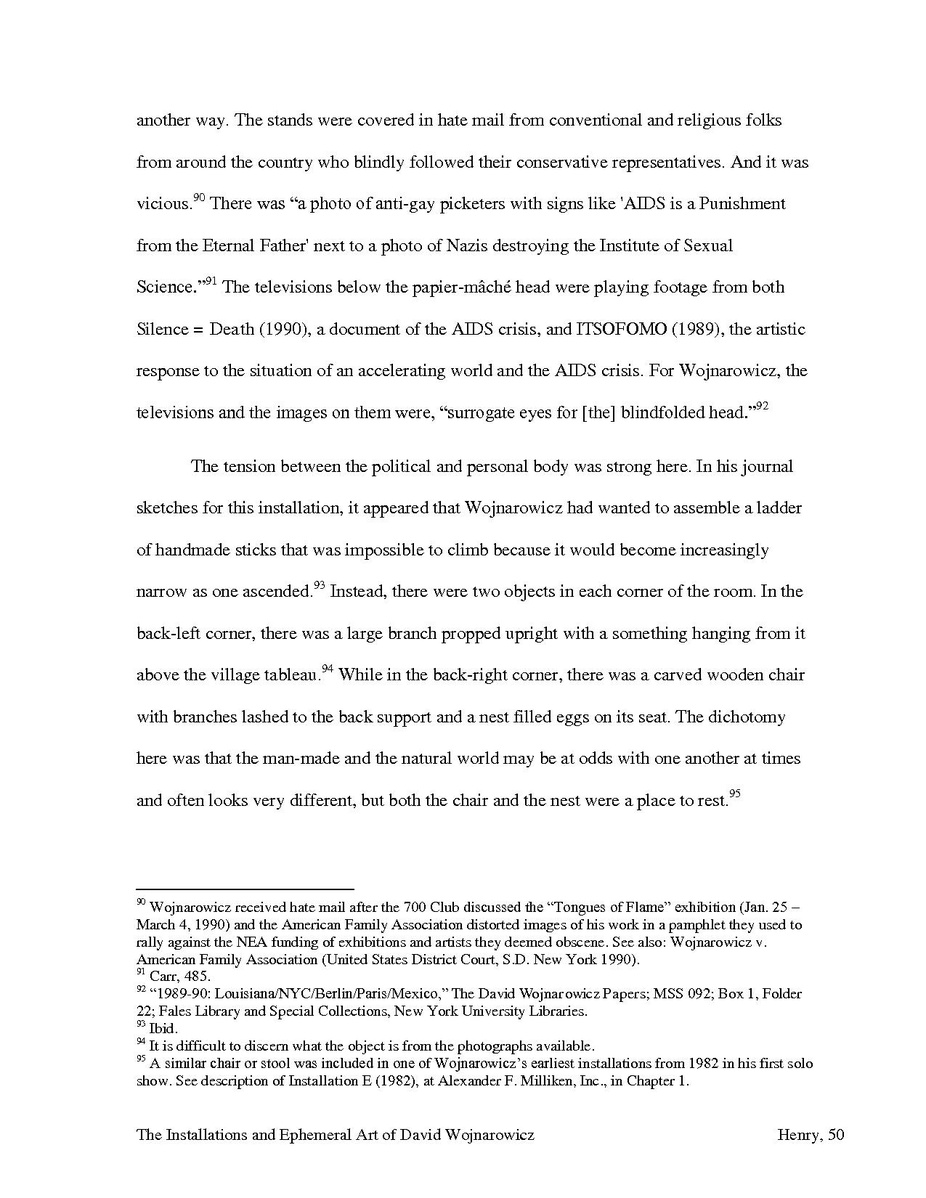 another way. The stands were covered in hate mail from conventional and religious folks
from around the country who blindly followed their conservative representatives. And it was
vicious.90 There was “a photo of anti-gay picketers with signs like 'AIDS is a Punishment
from the Eternal Father' next to a photo of Nazis destroying the Institute of Sexual
Science.”91 The televisions below the papier-mâché head were playing footage from both
Silence = Death (1990), a document of the AIDS crisis, and ITSOFOMO (1989), the artistic
response to the situation of an accelerating world and the AIDS crisis. For Wojnarowicz, the
televisions and the images on them were, “surrogate eyes for [the] blindfolded head.”92
The tension between the political and personal body was strong here. In his journal
sketches for this installation, it appeared that Wojnarowicz had wanted to assemble a ladder
of handmade sticks that was impossible to climb because it would become increasingly
narrow as one ascended.93 Instead, there were two objects in each corner of the room. In the
back-left corner, there was a large branch propped upright with a something hanging from it
above the village tableau.94 While in the back-right corner, there was a carved wooden chair
with branches lashed to the back support and a nest filled eggs on its seat. The dichotomy
here was that the man-made and the natural world may be at odds with one another at times
and often looks very different, but both the chair and the nest were a place to rest.95
90 Wojnarowicz received hate mail after the 700 Club discussed the “Tongues of Flame” exhibition (Jan. 25 –
March 4, 1990) and the American Family Association distorted images of his work in a pamphlet they used to
rally against the NEA funding of exhibitions and artists they deemed obscene. See also: Wojnarowicz v.
American Family Association (United States District Court, S.D. New York 1990).
91 Carr, 485.
92 “1989-90: Louisiana/NYC/Berlin/Paris/Mexico,” The David Wojnarowicz Papers; MSS 092; Box 1, Folder
22; Fales Library and Special Collections, New York University Libraries.
93 Ibid.
94 It is difficult to discern what the object is from the photographs available.
95 A similar chair or stool was included in one of Wojnarowicz’s earliest installations from 1982 in his first solo
show. See description of Installation E (1982), at Alexander F. Milliken, Inc., in Chapter 1.
The Installations and Ephemeral Art of David Wojnarowicz Henry, 50